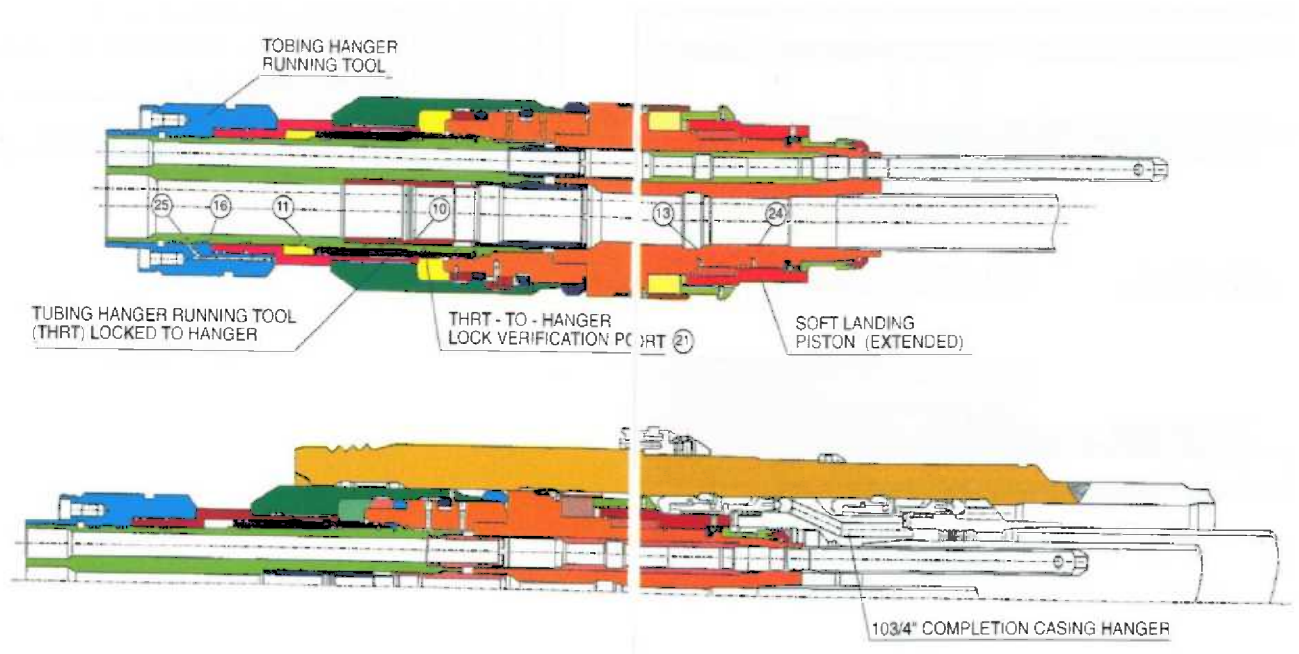 TOBING HANGER
RUNNING TOOL
25 16 11 10 13 24
TUBING HANGER RUNNING TOOL
(THRT) LOCKED TO HANGER
THRT - TO - HANGER
LOCK VERIFICATION PORT 21
SOFT LANDING
PISTON (EXTENDED)
103/4" COMPLETION CASING HANGER